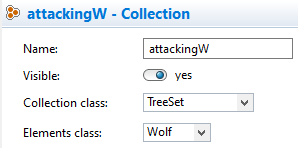 attackingW - Collection
Name: attackingW
Visible: yes
Collection class: TreeSet
Elements class: Wolf